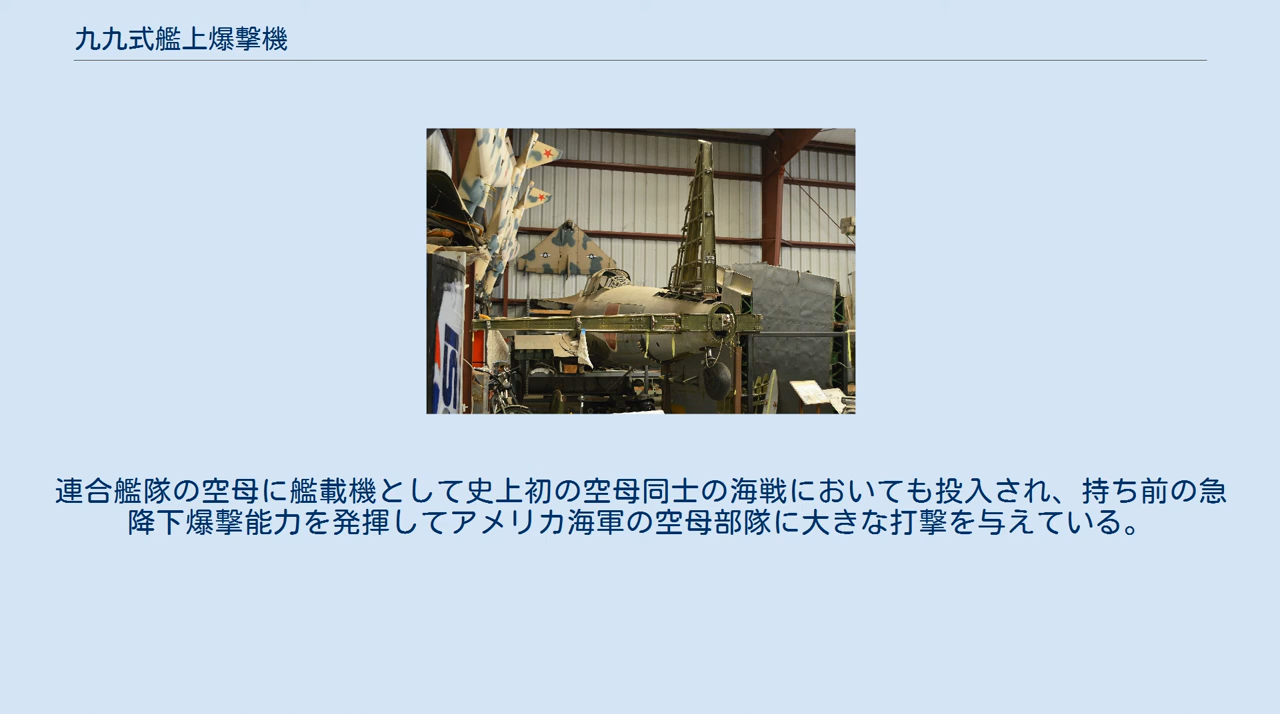 九九式艦上爆撃機
連合艦隊の空母に艦載機として史上初の空母同士の海戦においても投入され、持ち前の急
降下爆撃能力を発揮してアメリカ海軍の空母部隊に大きな打撃を与えている。